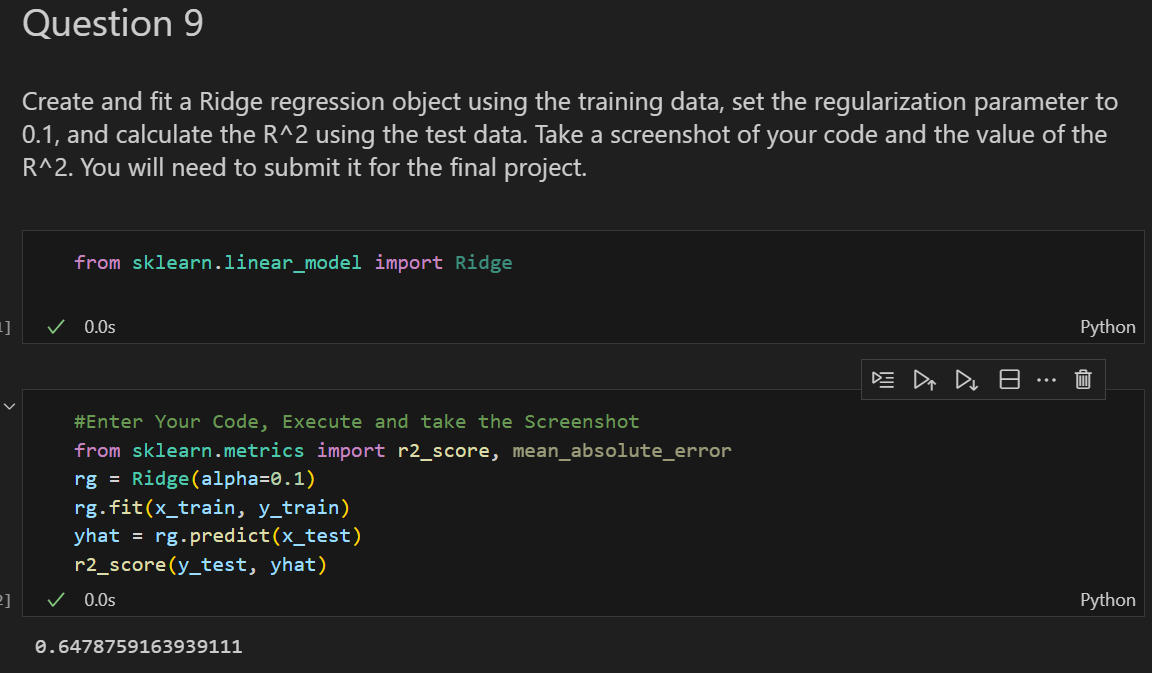 Question 9
Create and fit a Ridge regression object using the training data, set the regularization parameter to
0.1, and calculate the R^2 using the test data. Take a screenshot of your code and the value of the
R^2. You will need to submit it for the final project.
from sklearn.linear_model import Ridge
] 0.0s Python
#Enter Your Code, Execute and take the Screenshot
from sklearn.metrics import r2_score, mean_absolute_error
rg = Ridge(alpha=0.1)
rg.fit(x_train, y_train)
yhat = rg.predict(x_test)
r2_score(y_test, yhat)
] 0.0s Python
0.6478759163939111